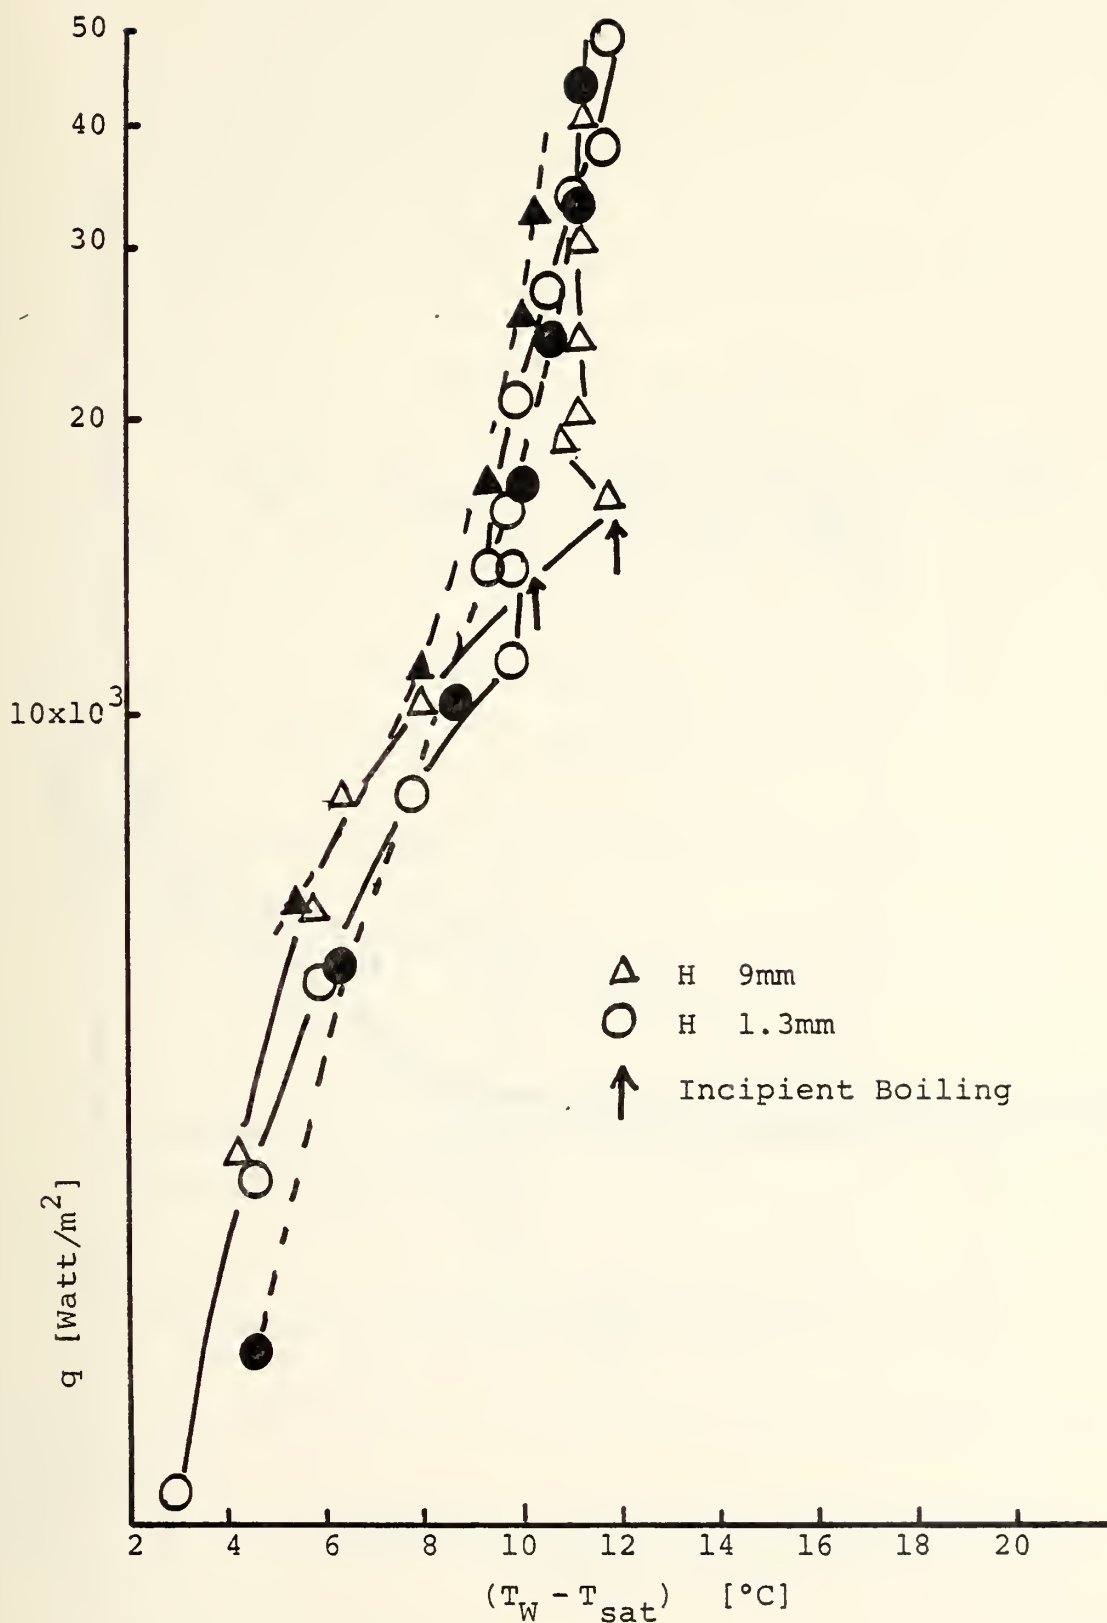 50
40
30
20
10x10³
q [Watt/m²]
△ H 9mm
○ H 1.3mm
↑ Incipient Boiling
2 4 6 8 10 12 14 16 18 20
(T_W - T_sat) [°C]